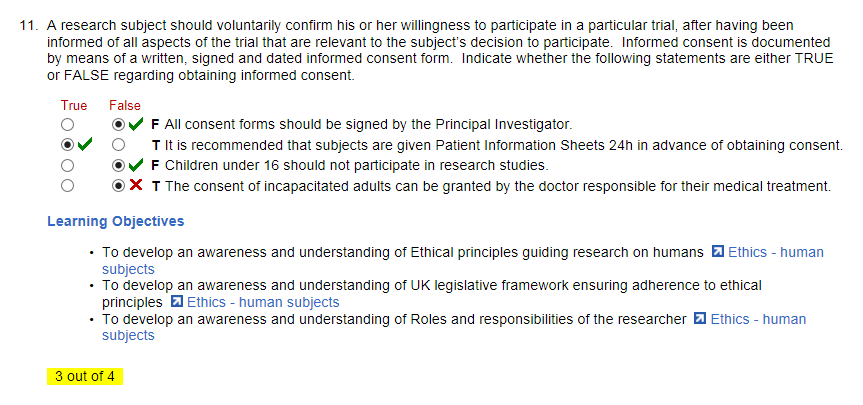 11. A research subject should voluntarily confirm his or her willingness to participate in a particular trial, after having been
informed of all aspects of the trial that are relevant to the subject's decision to participate. Informed consent is documented
by means of a written, signed and dated informed consent form. Indicate whether the following statements are either TRUE
or FALSE regarding obtaining informed consent.
True False
F All consent forms should be signed by the Principal Investigator.
T It is recommended that subjects are given Patient Information Sheets 24h in advance of obtaining consent.
F Children under 16 should not participate in research studies.
T The consent of incapacitated adults can be granted by the doctor responsible for their medical treatment.
Learning Objectives
• To develop an awareness and understanding of Ethical principles guiding research on humans Ethics - human
subjects
• To develop an awareness and understanding of UK legislative framework ensuring adherence to ethical
principles Ethics - human subjects
• To develop an awareness and understanding of Roles and responsibilities of the researcher Ethics - human
subjects
3 out of 4